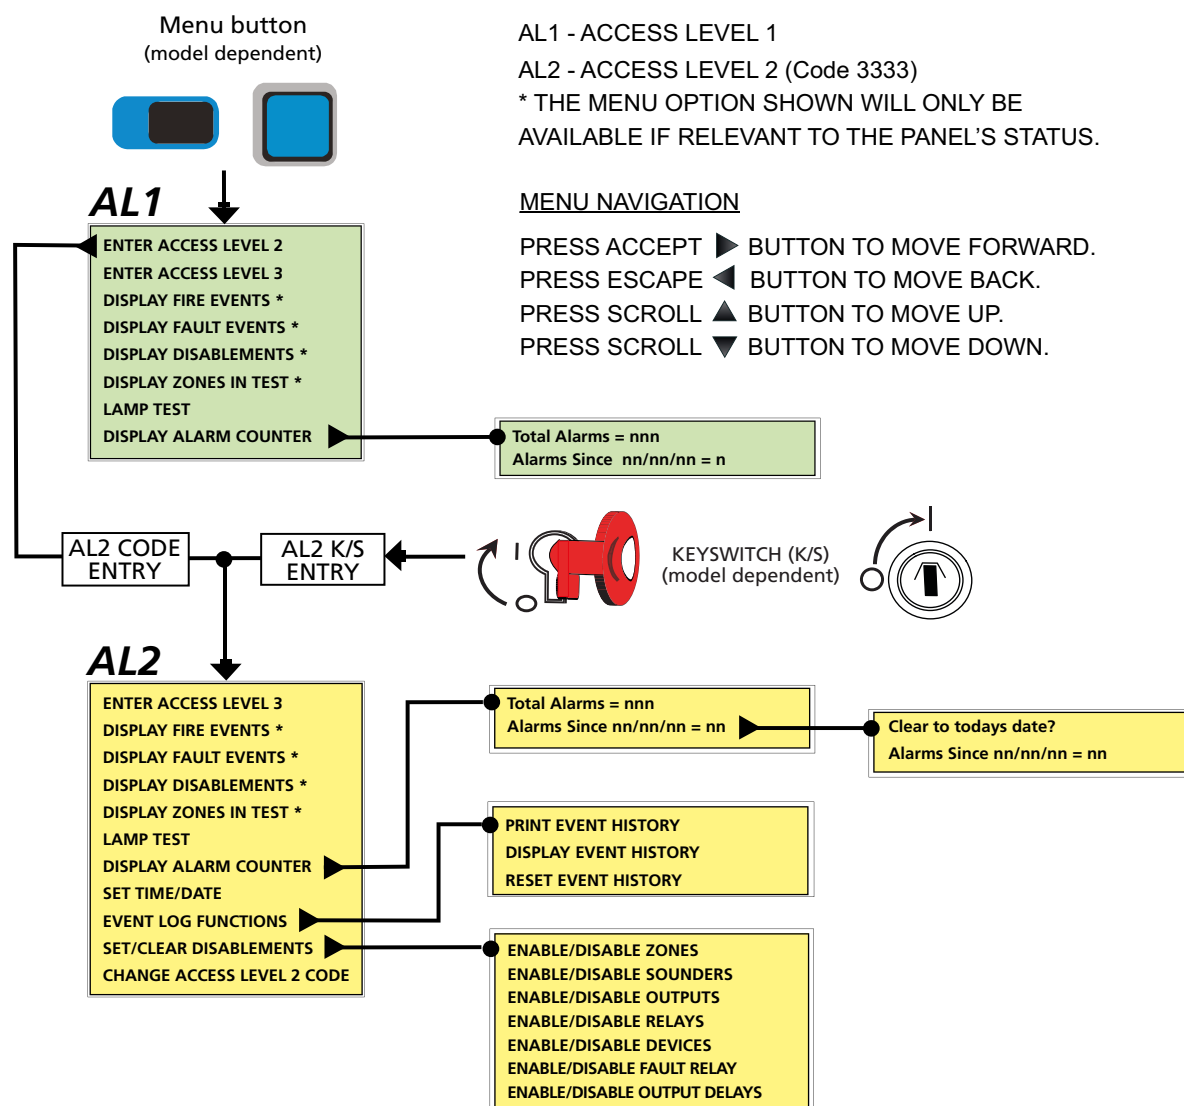 Menu button
(model dependent)
AL1 - ACCESS LEVEL 1
AL2 - ACCESS LEVEL 2 (Code 3333)
* THE MENU OPTION SHOWN WILL ONLY BE
AVAILABLE IF RELEVANT TO THE PANEL'S STATUS.
MENU NAVIGATION
PRESS ACCEPT ▶ BUTTON TO MOVE FORWARD.
PRESS ESCAPE ◀ BUTTON TO MOVE BACK.
PRESS SCROLL ▲ BUTTON TO MOVE UP.
PRESS SCROLL ▼ BUTTON TO MOVE DOWN.
AL1
ENTER ACCESS LEVEL 2
ENTER ACCESS LEVEL 3
DISPLAY FIRE EVENTS *
DISPLAY FAULT EVENTS *
DISPLAY DISABLEMENTS *
DISPLAY ZONES IN TEST *
LAMP TEST
DISPLAY ALARM COUNTER
Total Alarms = nnn
Alarms Since nn/nn/nn = n
AL2 CODE
ENTRY
AL2 K/S
ENTRY
KEYSWITCH (K/S)
(model dependent)
AL2
ENTER ACCESS LEVEL 3
DISPLAY FIRE EVENTS *
DISPLAY FAULT EVENTS *
DISPLAY DISABLEMENTS *
DISPLAY ZONES IN TEST *
LAMP TEST
DISPLAY ALARM COUNTER
SET TIME/DATE
EVENT LOG FUNCTIONS
SET/CLEAR DISABLEMENTS
CHANGE ACCESS LEVEL 2 CODE
Total Alarms = nnn
Alarms Since nn/nn/nn = nn
Clear to todays date?
Alarms Since nn/nn/nn = nn
PRINT EVENT HISTORY
DISPLAY EVENT HISTORY
RESET EVENT HISTORY
ENABLE/DISABLE ZONES
ENABLE/DISABLE SOUNDERS
ENABLE/DISABLE OUTPUTS
ENABLE/DISABLE RELAYS
ENABLE/DISABLE DEVICES
ENABLE/DISABLE FAULT RELAY
ENABLE/DISABLE OUTPUT DELAYS